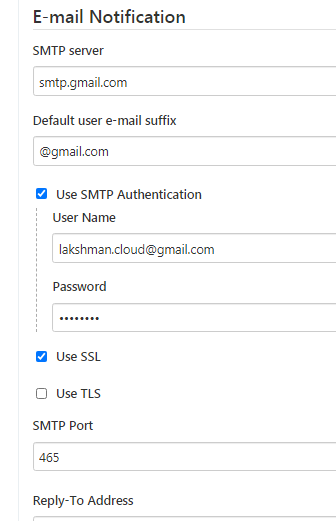 E-mail Notification
SMTP server
smtp.gmail.com
Default user e-mail suffix
@gmail.com
Use SMTP Authentication
User Name
lakshman.cloud@gmail.com
Password
••••••••
Use SSL
Use TLS
SMTP Port
465
Reply-To Address